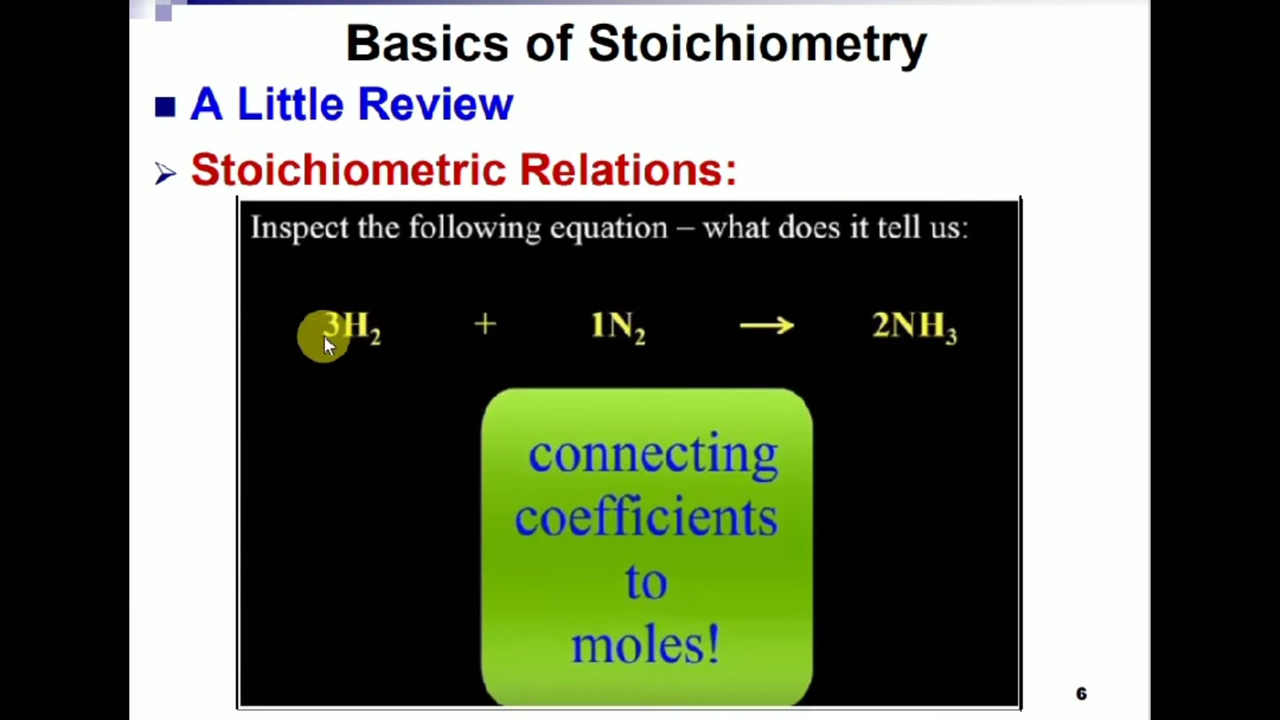 Basics of Stoichiometry
A Little Review
Stoichiometric Relations:
Inspect the following equation – what does it tell us:
3H₂ + 1N₂ → 2NH₃
connecting
coefficients
to
moles!
6